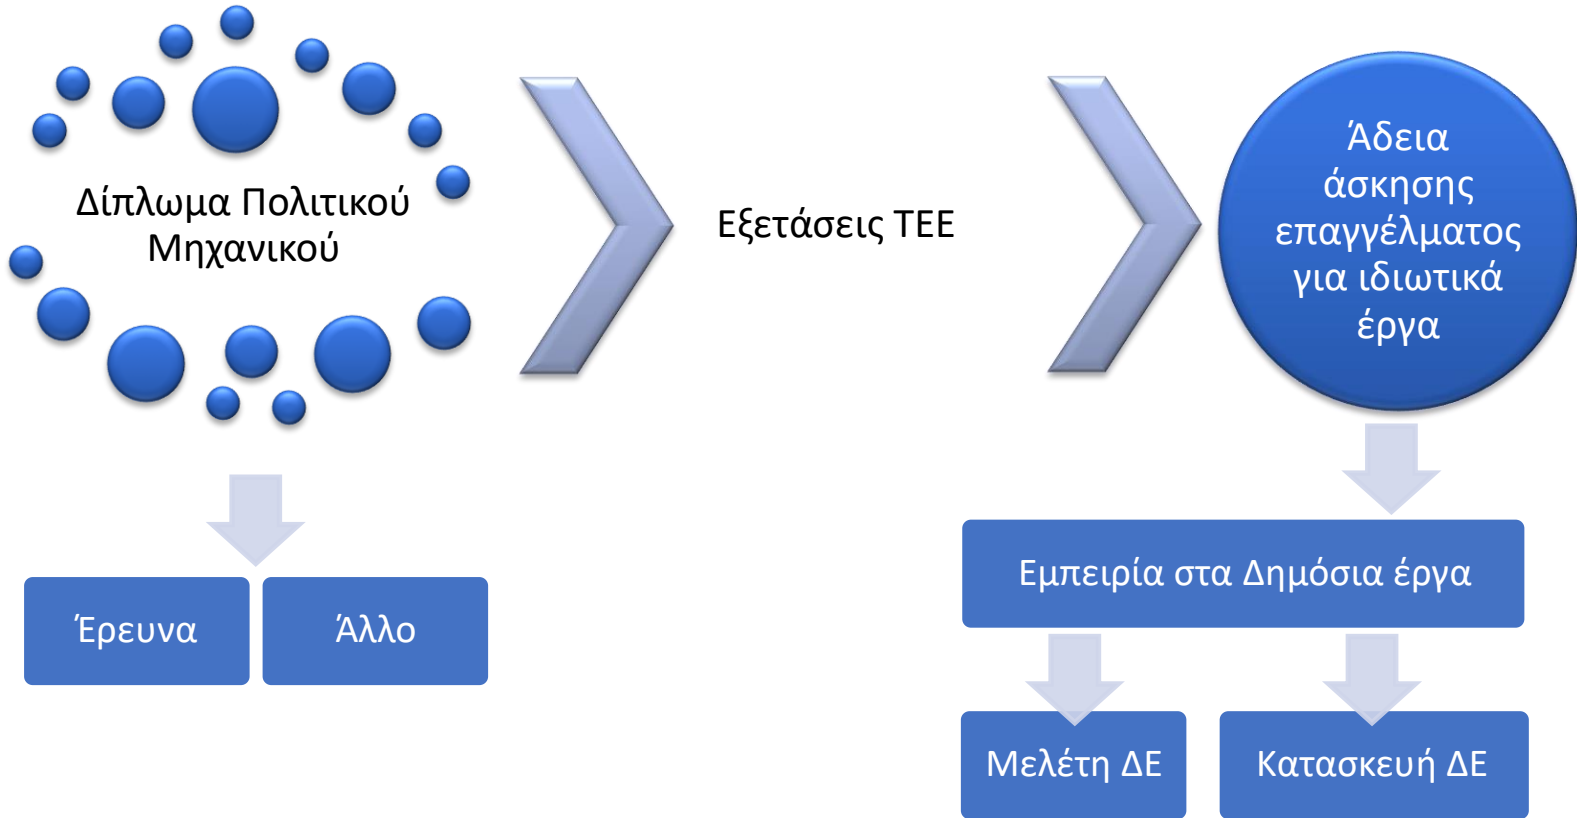 Δίπλωμα Πολιτικού
Μηχανικού
Εξετάσεις ΤΕΕ
Άδεια
άσκησης
επαγγέλματος
για ιδιωτικά
έργα
Έρευνα
Άλλο
Εμπειρία στα Δημόσια έργα
Μελέτη ΔΕ
Κατασκευή ΔΕ